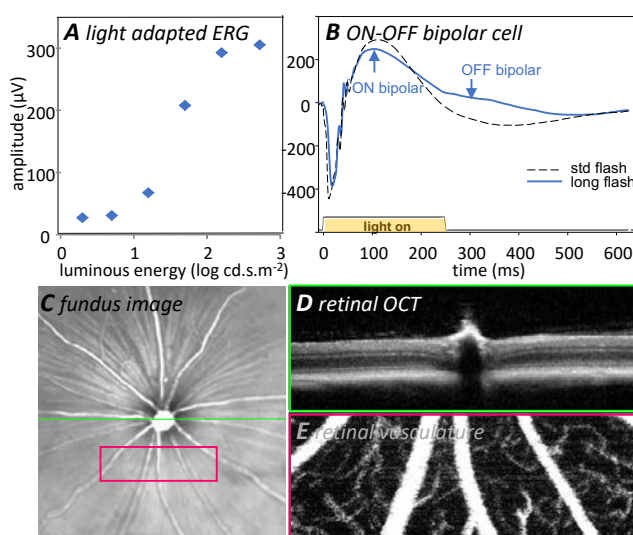 A light adapted ERG
300
200
100
0
amplitude (µV)
0 1 2 3
luminous energy (log cd.s.m⁻²)
B ON-OFF bipolar cell
200
0
-200
-400
ON bipolar
OFF bipolar
std flash
long flash
light on
0 100 200 300 400 500 600
time (ms)
C fundus image
D retinal OCT
E retinal vusculature